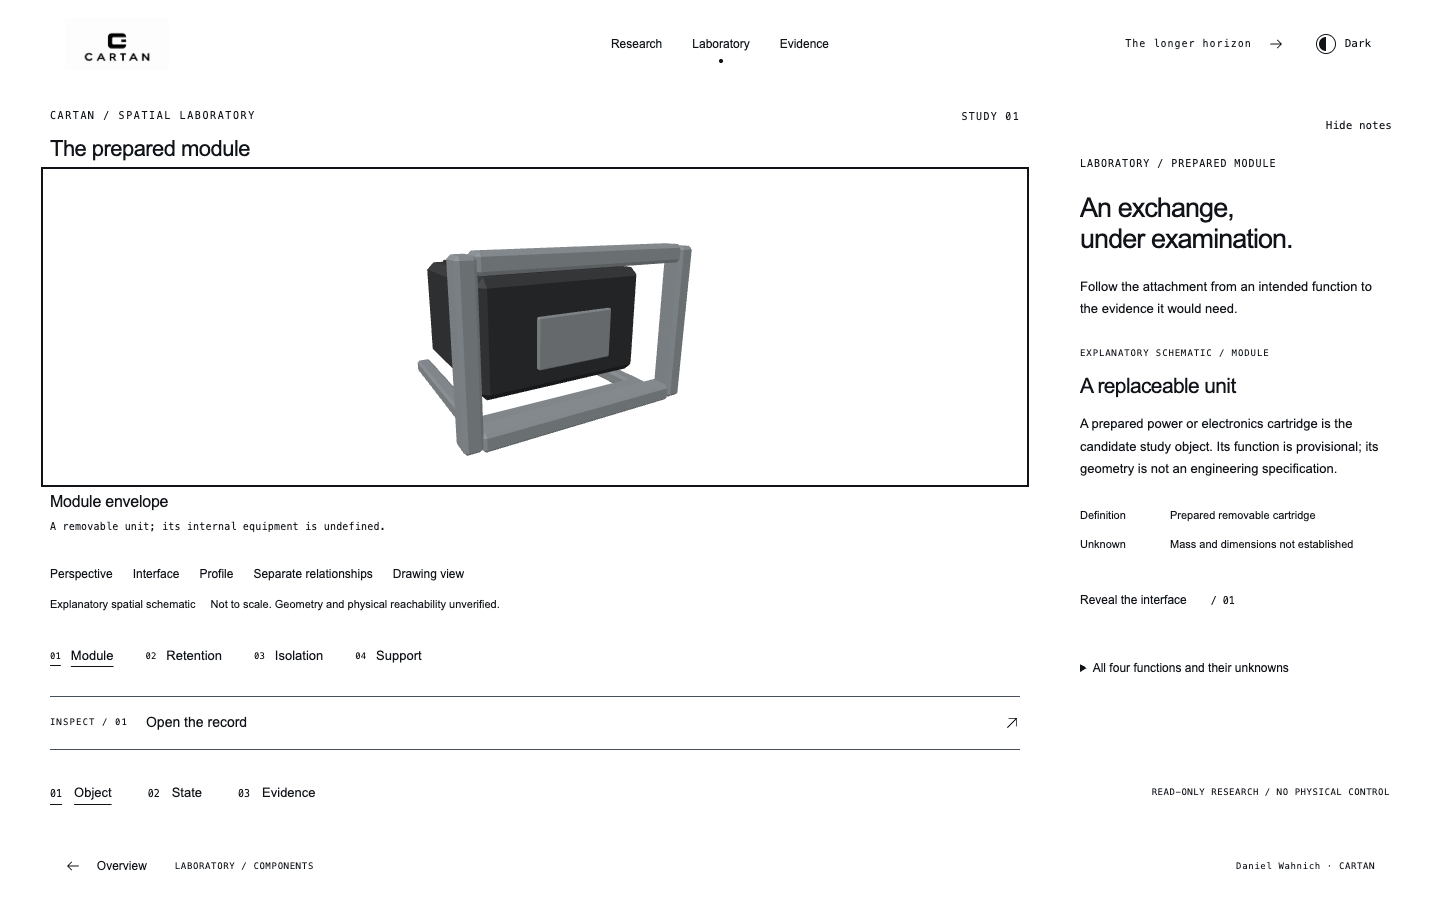 CARTAN
Research
Laboratory
Evidence
The longer horizon →
Dark
CARTAN / SPATIAL LABORATORY
STUDY 01
The prepared module
Module envelope
A removable unit; its internal equipment is undefined.
Perspective
Interface
Profile
Separate relationships
Drawing view
Explanatory spatial schematic
Not to scale. Geometry and physical reachability unverified.
01 Module
02 Retention
03 Isolation
04 Support
INSPECT / 01 Open the record
01 Object
02 State
03 Evidence
Hide notes
LABORATORY / PREPARED MODULE
An exchange,
under examination.
Follow the attachment from an intended function to
the evidence it would need.
EXPLANATORY SCHEMATIC / MODULE
A replaceable unit
A prepared power or electronics cartridge is the
candidate study object. Its function is provisional; its
geometry is not an engineering specification.
Definition Prepared removable cartridge
Unknown Mass and dimensions not established
Reveal the interface / 01
All four functions and their unknowns
READ-ONLY RESEARCH / NO PHYSICAL CONTROL
← Overview
LABORATORY / COMPONENTS
Daniel Wahnich · CARTAN